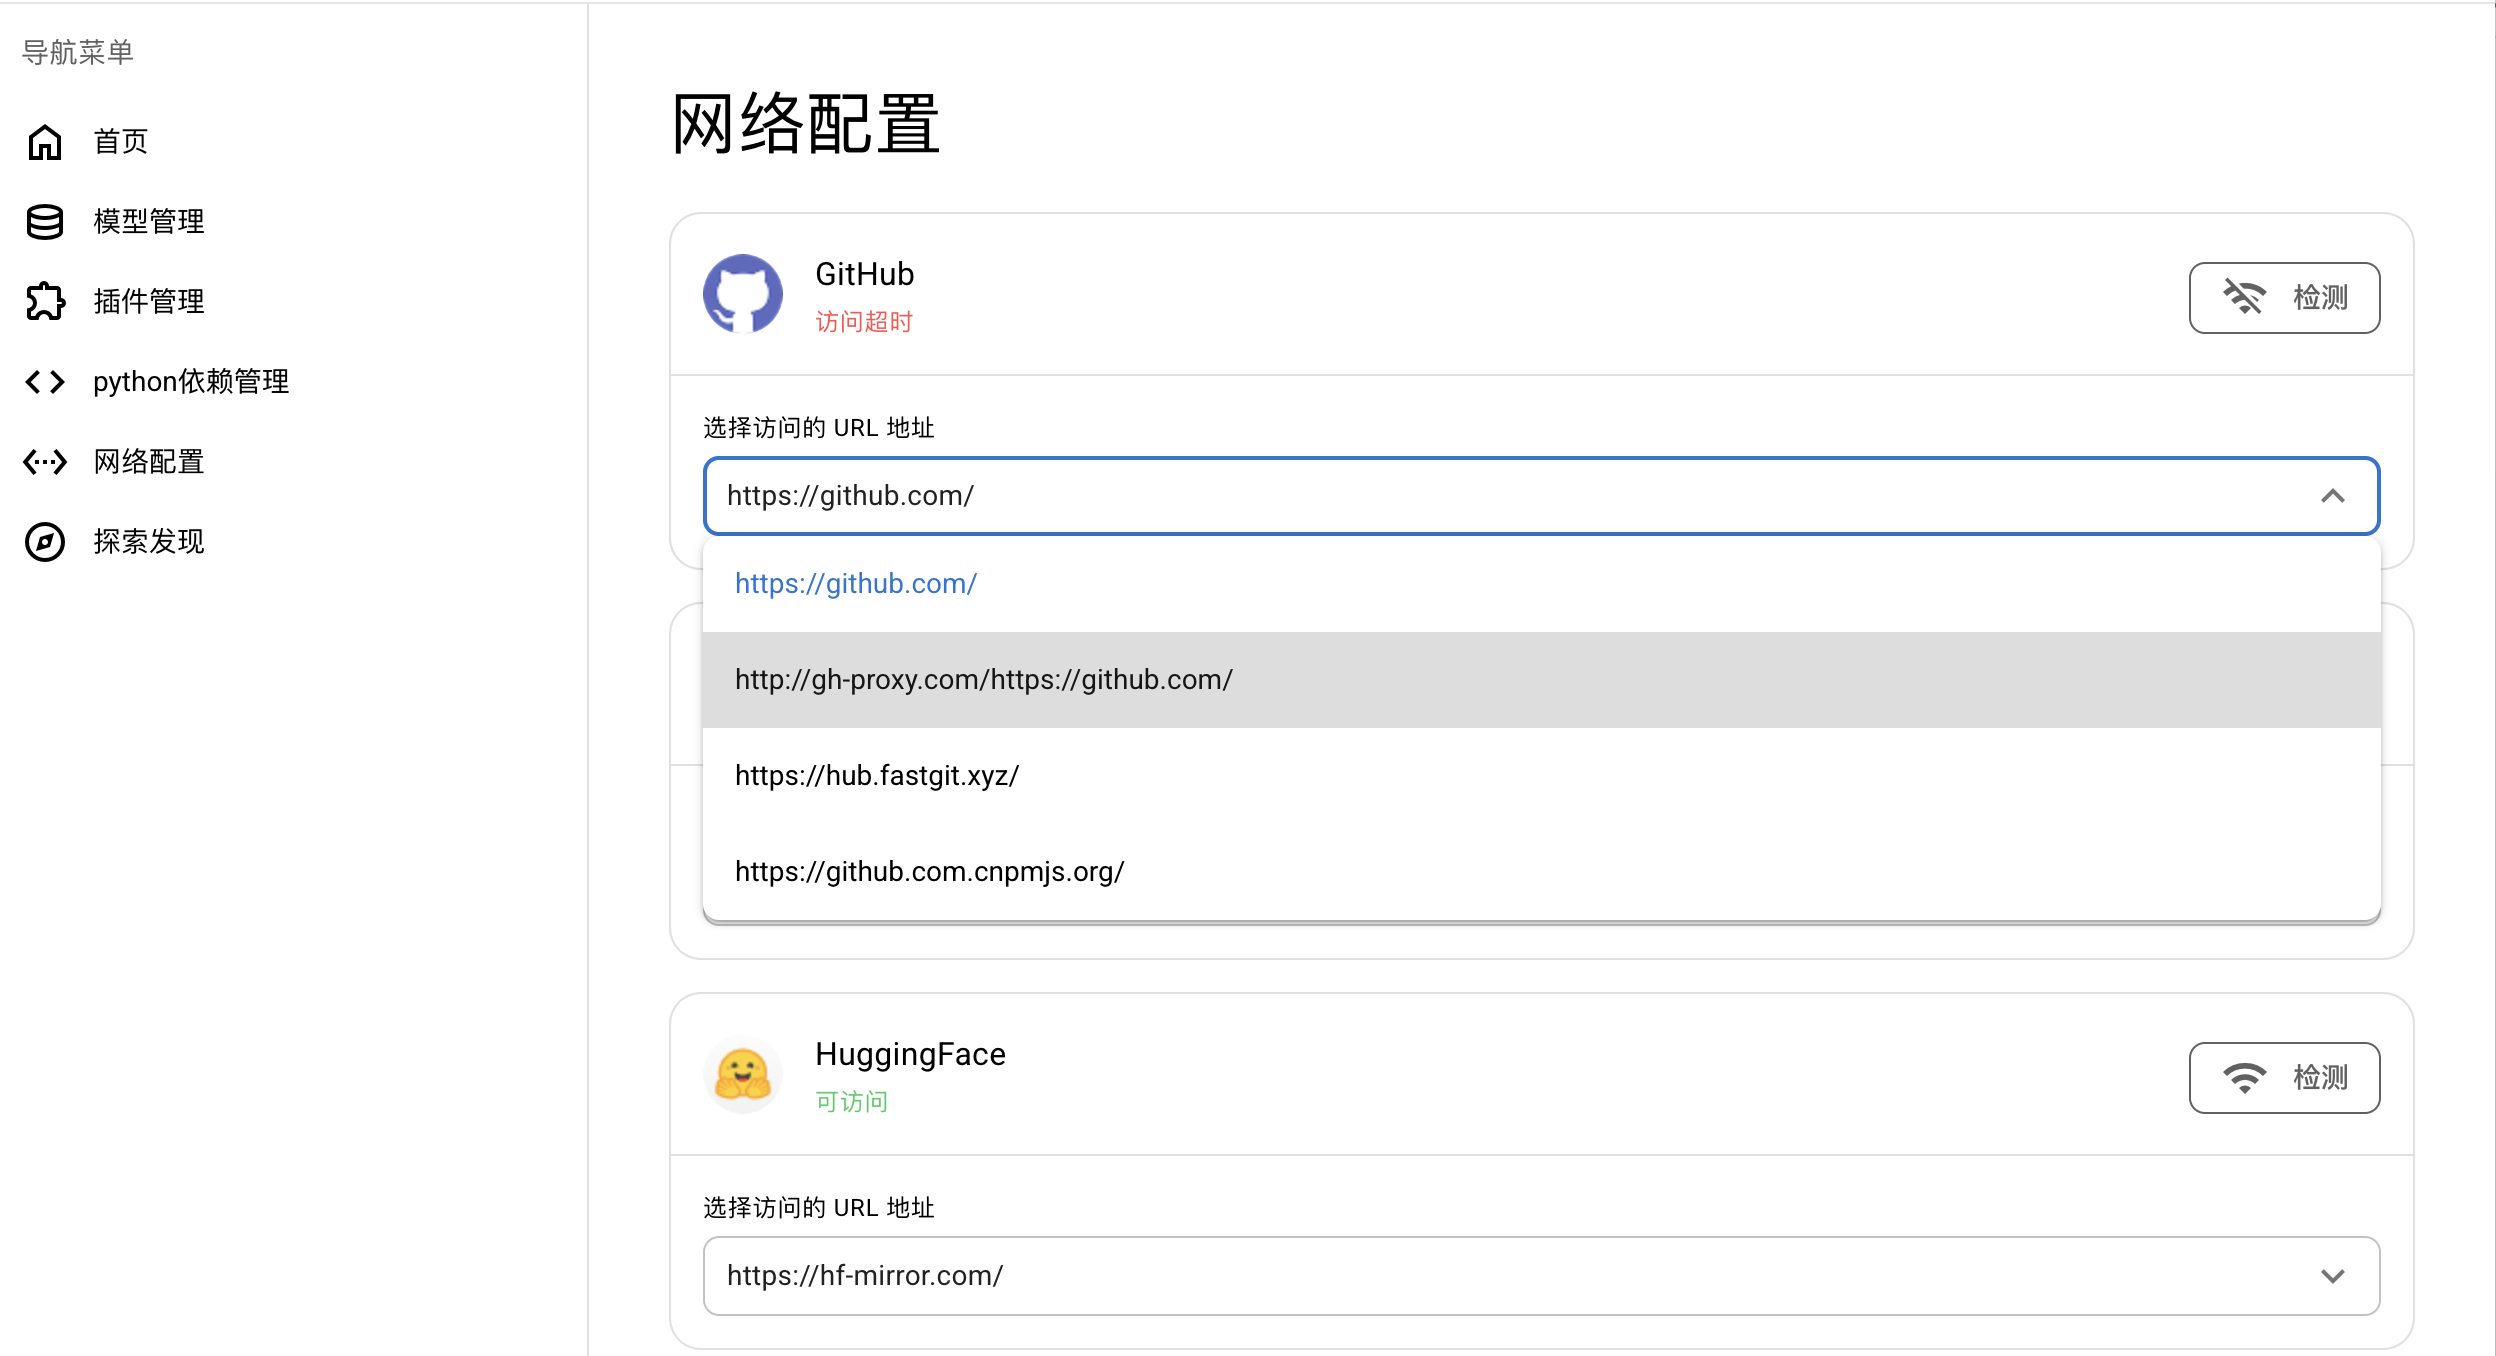 导航菜单
首页
模型管理
插件管理
python依赖管理
网络配置
探索发现
网络配置
GitHub
访问超时
检测
选择访问的 URL 地址
https://github.com/
https://github.com/
http://gh-proxy.com/https://github.com/
https://hub.fastgit.xyz/
https://github.com.cnpmjs.org/
HuggingFace
可访问
检测
选择访问的 URL 地址
https://hf-mirror.com/